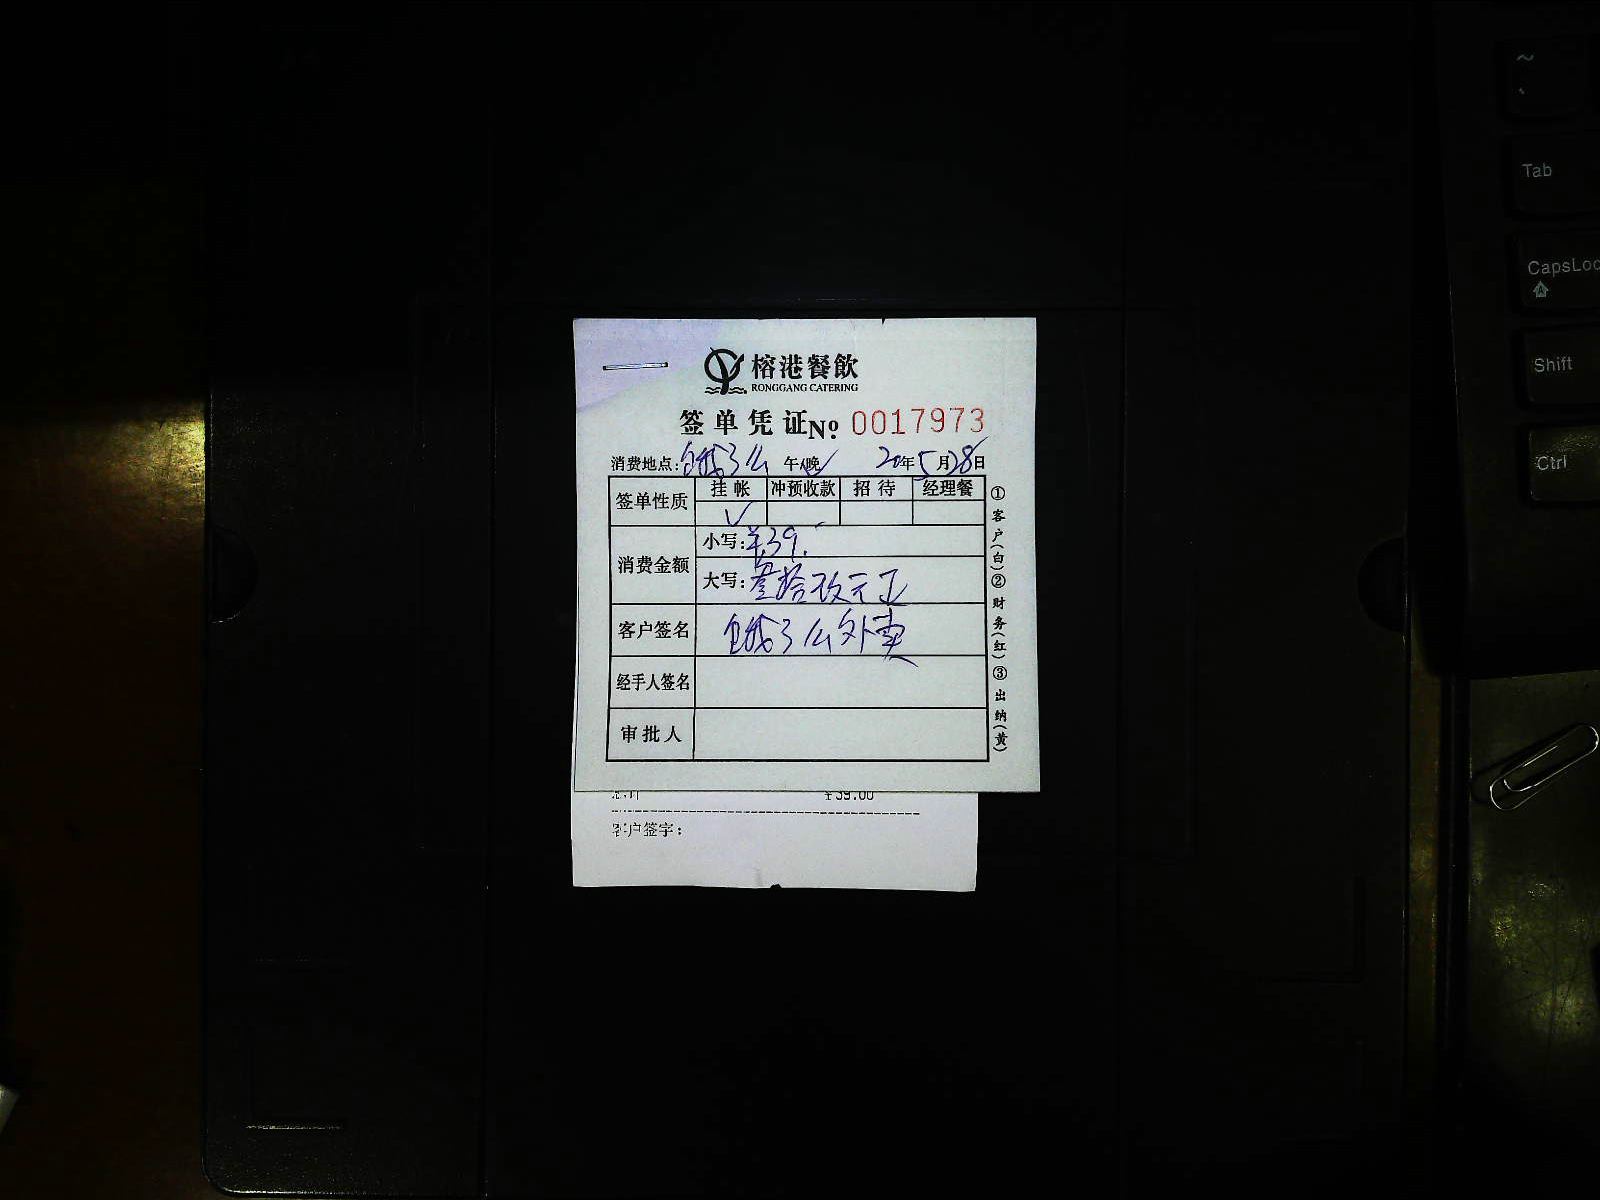 榕港餐飲
RONGGANG CATERING
签单凭证 No 0017973
消费地点: 饿了么 午/晚 20年5月28日
签单性质 挂帐 冲预收款 招待 经理餐
✓
消费金额 小写: ¥39.-
大写: 叁拾玖元正
客户签名 饿了么外卖
经手人签名
审批人
①客户(白)②财务(红)③出纳(黄)
¥39.00
客户签字:
~
Tab
CapsLoc
Shift
Ctrl